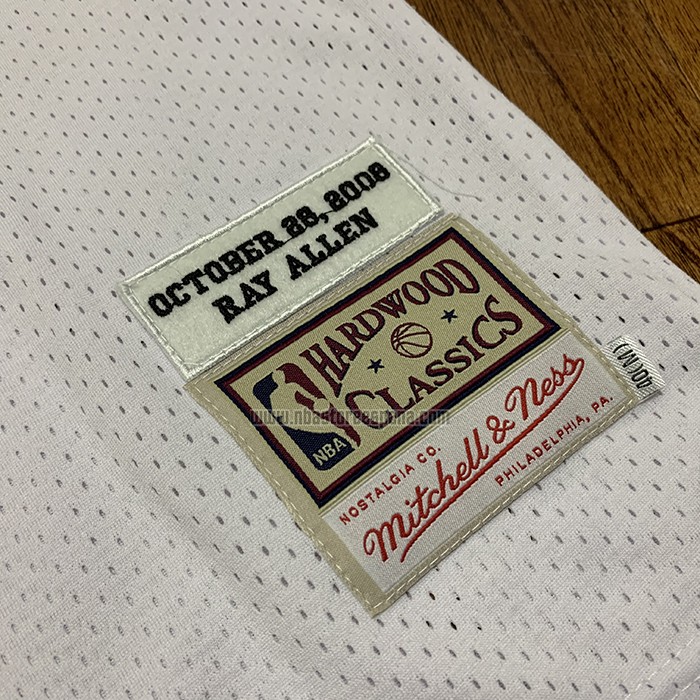 OCTOBER 28, 2008
RAY ALLEN
HARDWOOD
CLASSICS
NBA
NOSTALGIA CO.
Mitchell & Ness
PHILADELPHIA, PA.
www.nbastoreespana.com